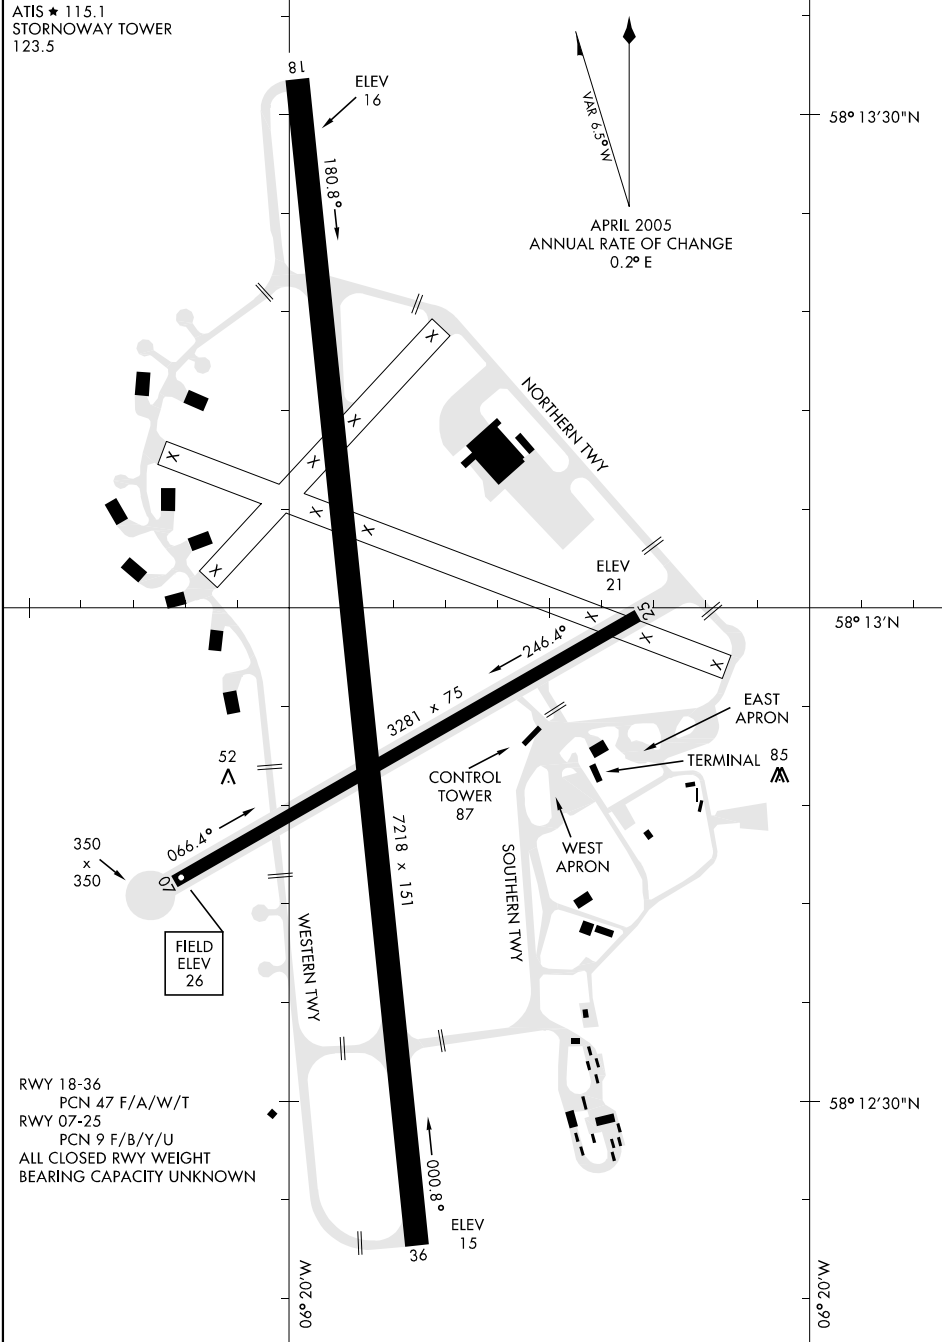 ATIS ★ 115.1
STORNOWAY TOWER
123.5
18
ELEV
16
180.8°
VAR 6.5° W
58° 13'30"N
APRIL 2005
ANNUAL RATE OF CHANGE
0.2° E
X
NORTHERN TWY
X
X
X
X
X
X
ELEV
21
25
X
X
X
58° 13'N
246.4°
3281 x 75
EAST
APRON
TERMINAL
85
52
CONTROL
TOWER
87
066.4°
350
x
350
07
7218 x 151
WEST
APRON
SOUTHERN TWY
FIELD
ELEV
26
WESTERN TWY
RWY 18-36
PCN 47 F/A/W/T
RWY 07-25
PCN 9 F/B/Y/U
ALL CLOSED RWY WEIGHT
BEARING CAPACITY UNKNOWN
58° 12'30"N
000.8°
ELEV
15
36
06° 20'W
06° 20'W